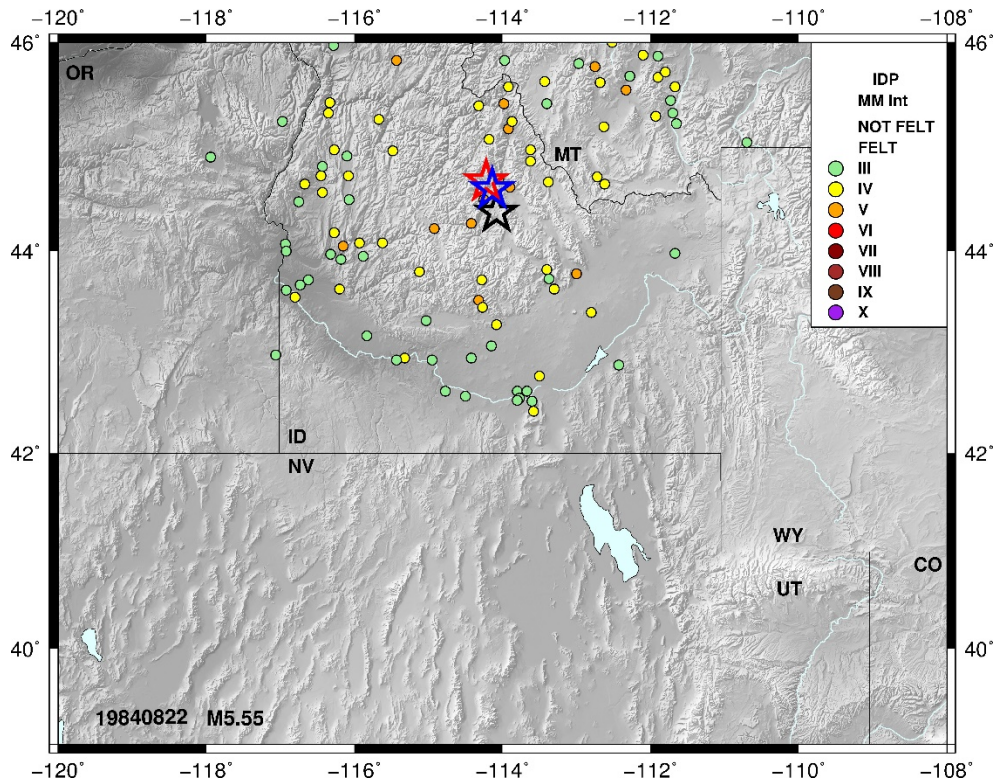 −120° −118° −116° −114° −112° −110° −108°
46° 46°
OR
IDP
MM Int
NOT FELT
FELT
III
IV
V
VI
VII
VIII
IX
X
MT
44° 44°
ID
42° 42°
NV
WY
CO
UT
40° 40°
19840822 M5.55
−120° −118° −116° −114° −112° −110° −108°